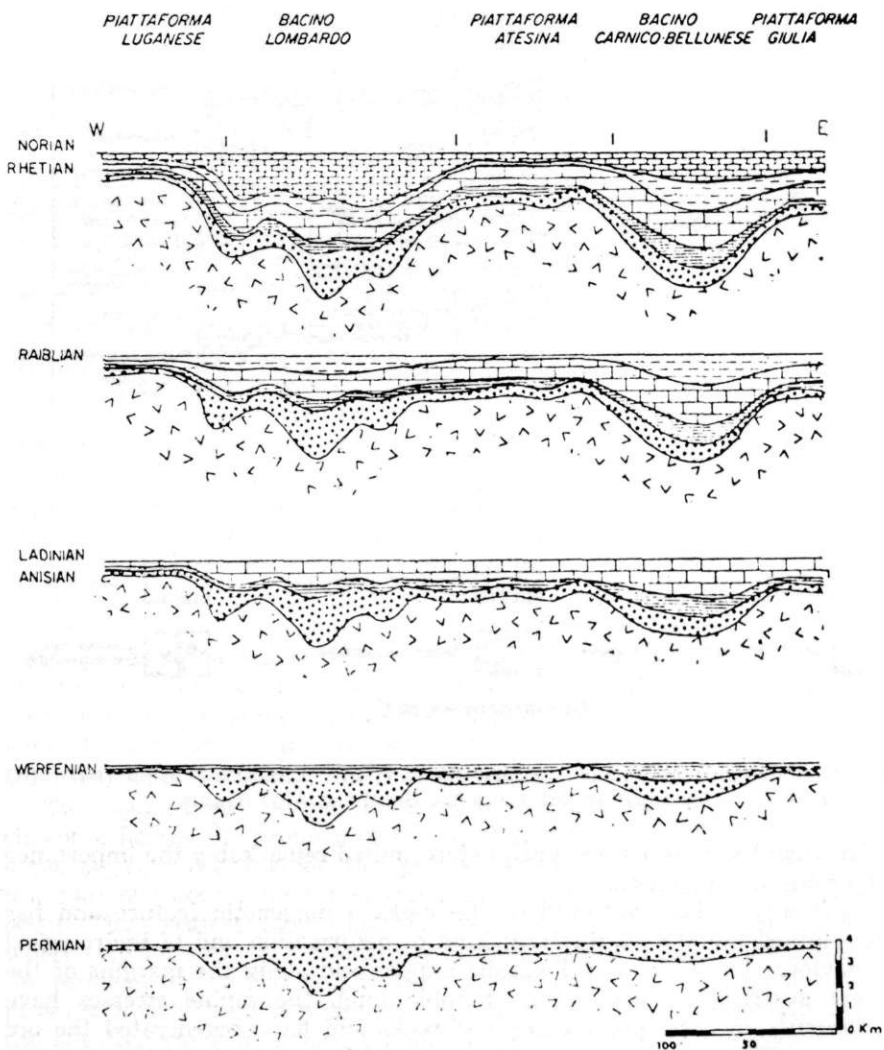 PIATTAFORMA BACINO PIATTAFORMA BACINO PIATTAFORMA
LUGANESE LOMBARDO ATESINA CARNICO-BELLUNESE GIULIA
W E
NORIAN
RHETIAN
RAIBLIAN
LADINIAN
ANISIAN
WERFENIAN
PERMIAN
4
3
2
1
0 Km
100 50